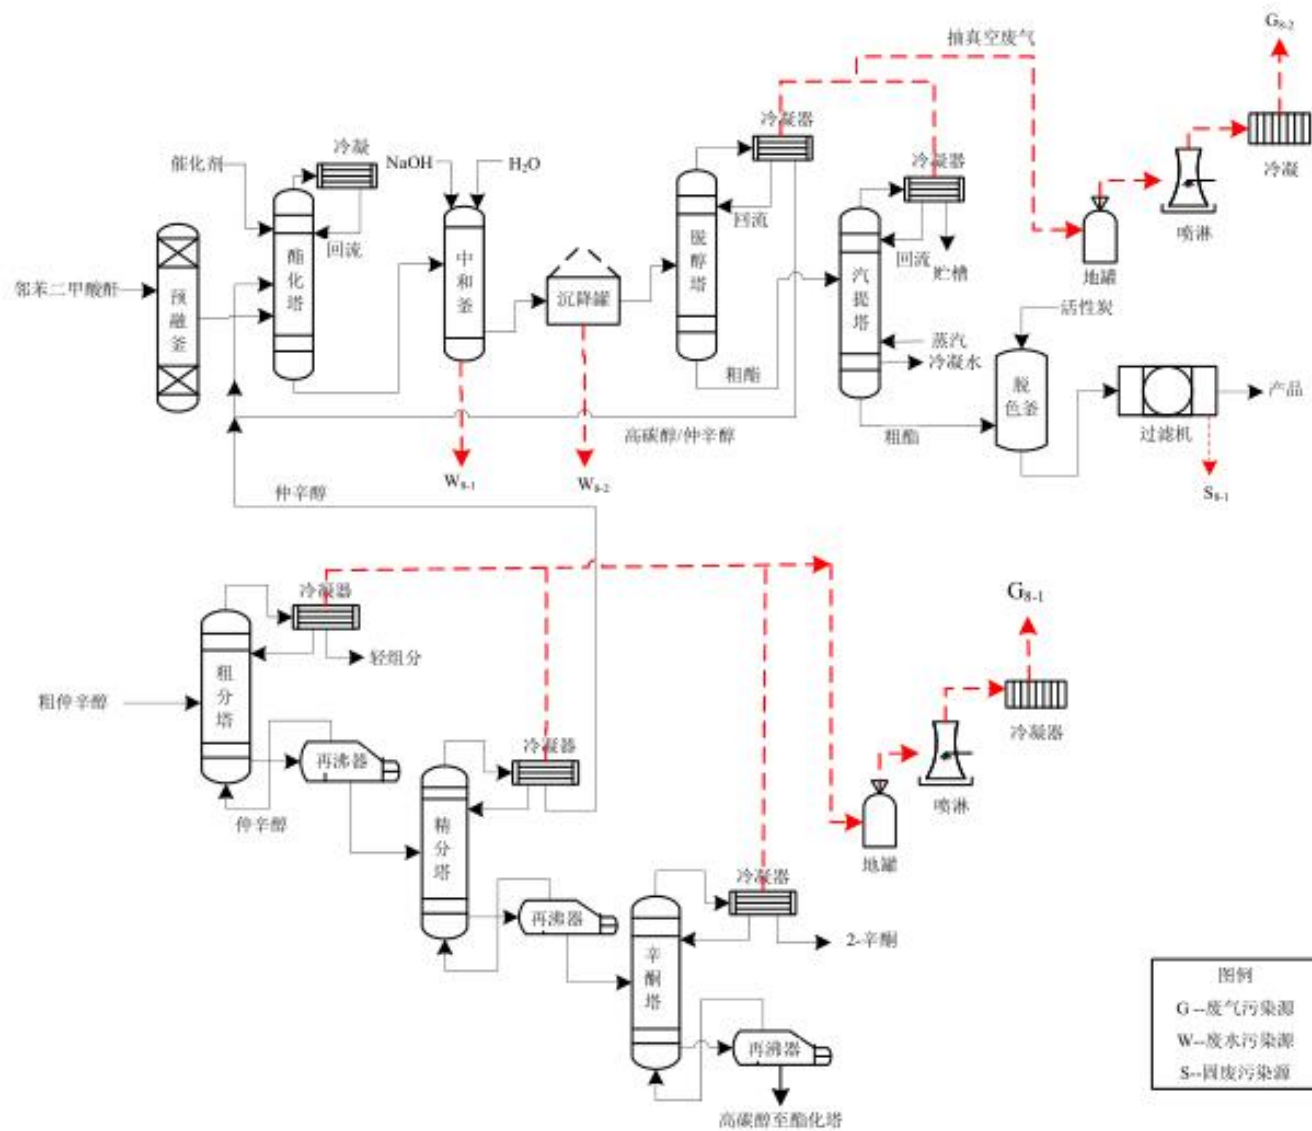 G₈₋₂
抽真空废气
冷凝器
冷凝
催化剂
NaOH
H₂O
冷凝器
冷凝
回流
回流
喷淋
酯化塔
中和釜
脱醇塔
回流
贮槽
地罐
邻苯二甲酸酐
预融釜
沉降罐
汽提塔
活性炭
蒸汽
冷凝水
粗酯
脱色釜
产品
高碳醇/仲辛醇
粗酯
过滤机
W₈₋₁
W₈₋₂
S₈₋₁
仲辛醇
冷凝器
G₈₋₁
轻组分
粗分塔
粗仲辛醇
冷凝器
冷凝器
再沸器
仲辛醇
喷淋
精分塔
地罐
冷凝器
再沸器
2-辛酮
辛酮塔
再沸器
高碳醇至酯化塔
图例
G--废气污染源
W--废水污染源
S--固废污染源